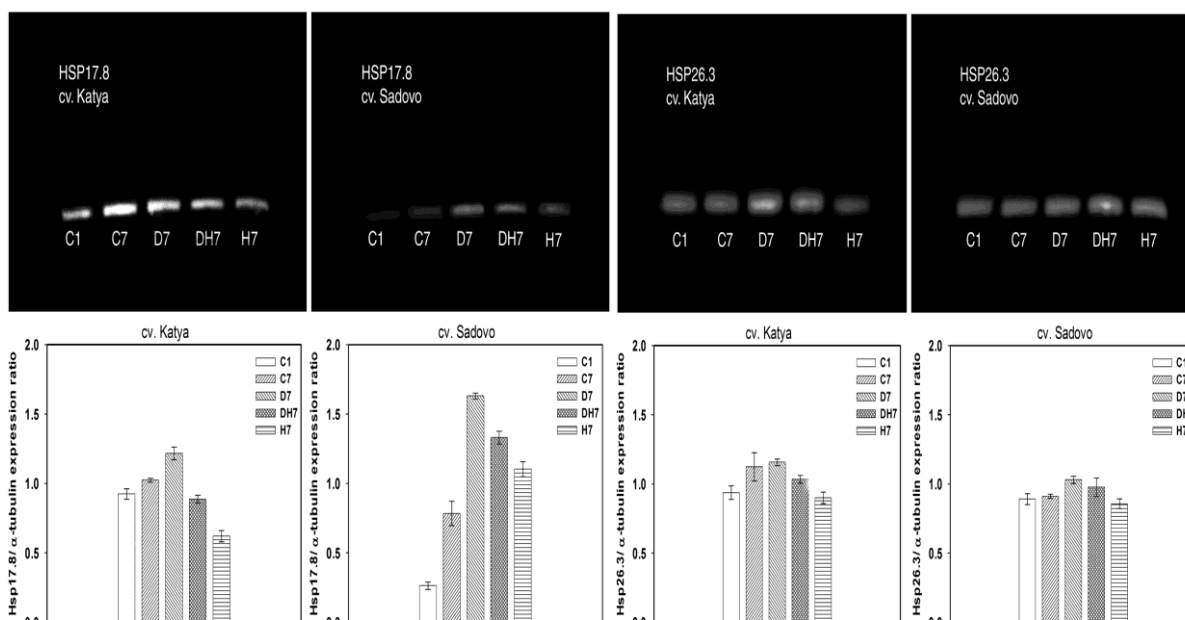 HSP17.8
cv. Katya
C1 C7 D7 DH7 H7
HSP17.8
cv. Sadovo
C1 C7 D7 DH7 H7
HSP26.3
cv. Katya
C1 C7 D7 DH7 H7
HSP26.3
cv. Sadovo
C1 C7 D7 DH7 H7
cv. Katya
Hsp17.8/ α-tubulin expression ratio
2.0
1.5
1.0
0.5
C1
C7
D7
DH7
H7
cv. Sadovo
Hsp17.8/ α-tubulin expression ratio
2.0
1.5
1.0
0.5
C1
C7
D7
DH7
H7
cv. Katya
Hsp26.3/ α-tubulin expression ratio
2.0
1.5
1.0
0.5
C1
C7
D7
DH7
H7
cv. Sadovo
Hsp26.3/ α-tubulin expression ratio
2.0
1.5
1.0
0.5
C1
C7
D7
DH
H7